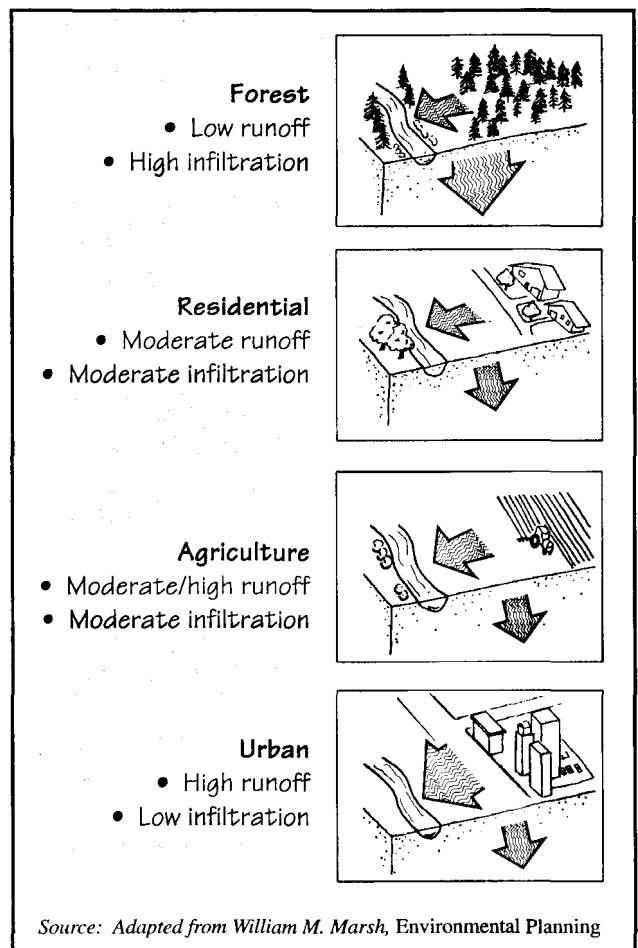 Forest
• Low runoff
• High infiltration
Residential
• Moderate runoff
• Moderate infiltration
Agriculture
• Moderate/high runoff
• Moderate infiltration
Urban
• High runoff
• Low infiltration
Source: Adapted from William M. Marsh, Environmental Planning